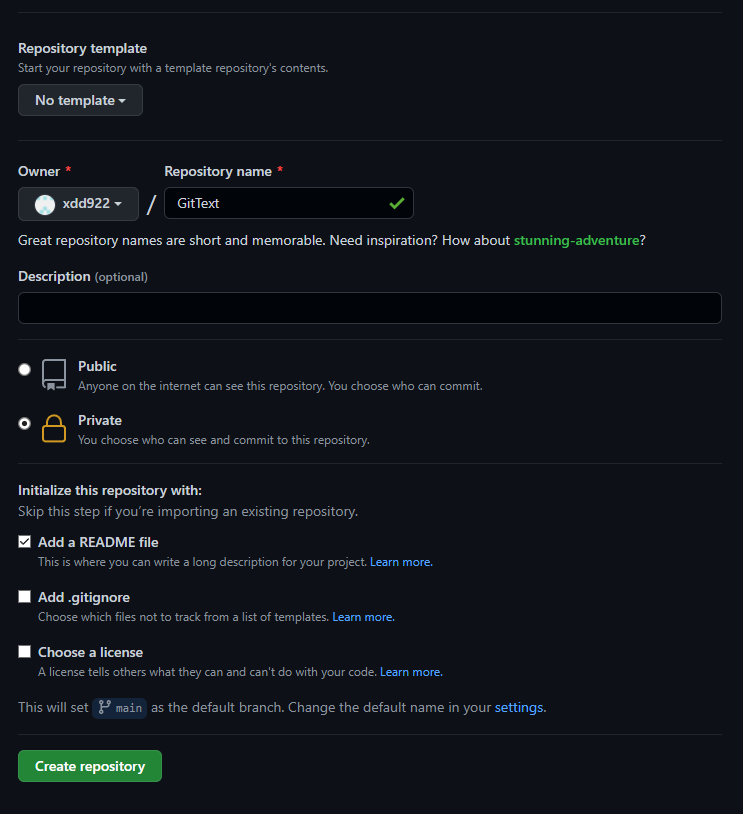 Repository template
Start your repository with a template repository's contents.
No template
Owner * Repository name *
xdd922 / GitText
Great repository names are short and memorable. Need inspiration? How about stunning-adventure?
Description (optional)
Public
Anyone on the internet can see this repository. You choose who can commit.
Private
You choose who can see and commit to this repository.
Initialize this repository with:
Skip this step if you're importing an existing repository.
Add a README file
This is where you can write a long description for your project. Learn more.
Add .gitignore
Choose which files not to track from a list of templates. Learn more.
Choose a license
A license tells others what they can and can't do with your code. Learn more.
This will set main as the default branch. Change the default name in your settings.
Create repository